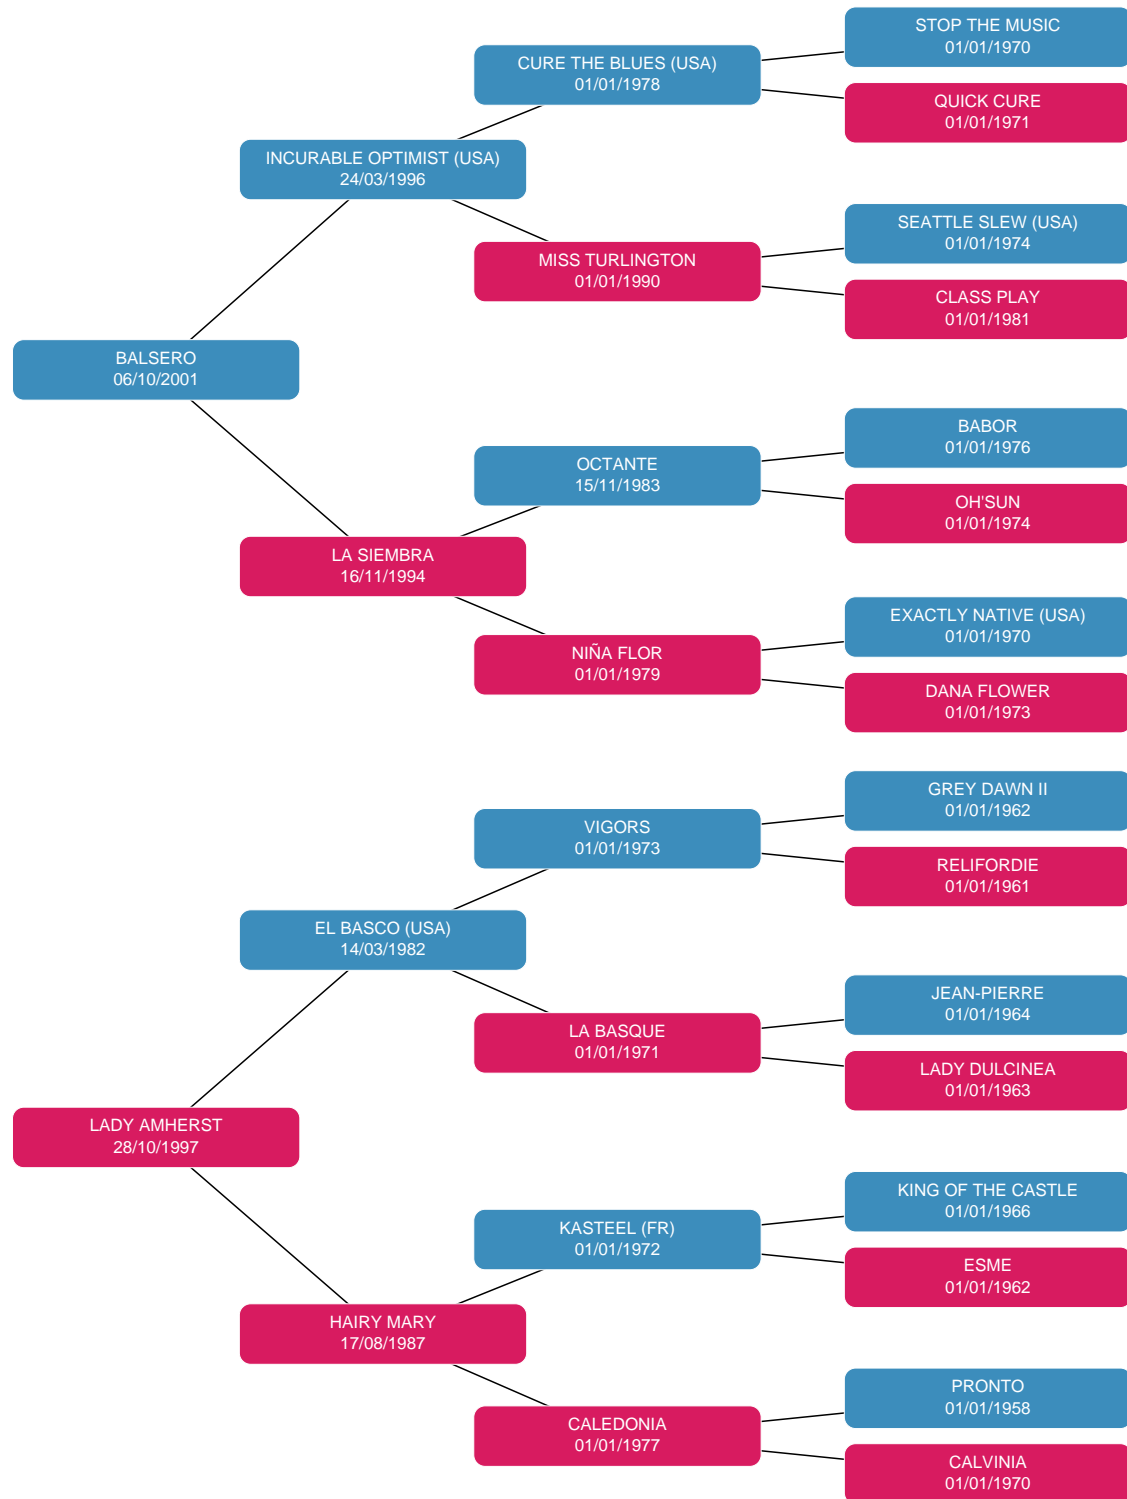 STOP THE MUSIC
01/01/1970
CURE THE BLUES (USA)
01/01/1978
QUICK CURE
01/01/1971
INCURABLE OPTIMIST (USA)
24/03/1996
SEATTLE SLEW (USA)
01/01/1974
MISS TURLINGTON
01/01/1990
CLASS PLAY
01/01/1981
BALSERO
06/10/2001
BABOR
01/01/1976
OCTANTE
15/11/1983
OH'SUN
01/01/1974
LA SIEMBRA
16/11/1994
EXACTLY NATIVE (USA)
01/01/1970
NIÑA FLOR
01/01/1979
DANA FLOWER
01/01/1973
GREY DAWN II
01/01/1962
VIGORS
01/01/1973
RELIFORDIE
01/01/1961
EL BASCO (USA)
14/03/1982
JEAN-PIERRE
01/01/1964
LA BASQUE
01/01/1971
LADY DULCINEA
01/01/1963
LADY AMHERST
28/10/1997
KING OF THE CASTLE
01/01/1966
KASTEEL (FR)
01/01/1972
ESME
01/01/1962
HAIRY MARY
17/08/1987
PRONTO
01/01/1958
CALEDONIA
01/01/1977
CALVINIA
01/01/1970